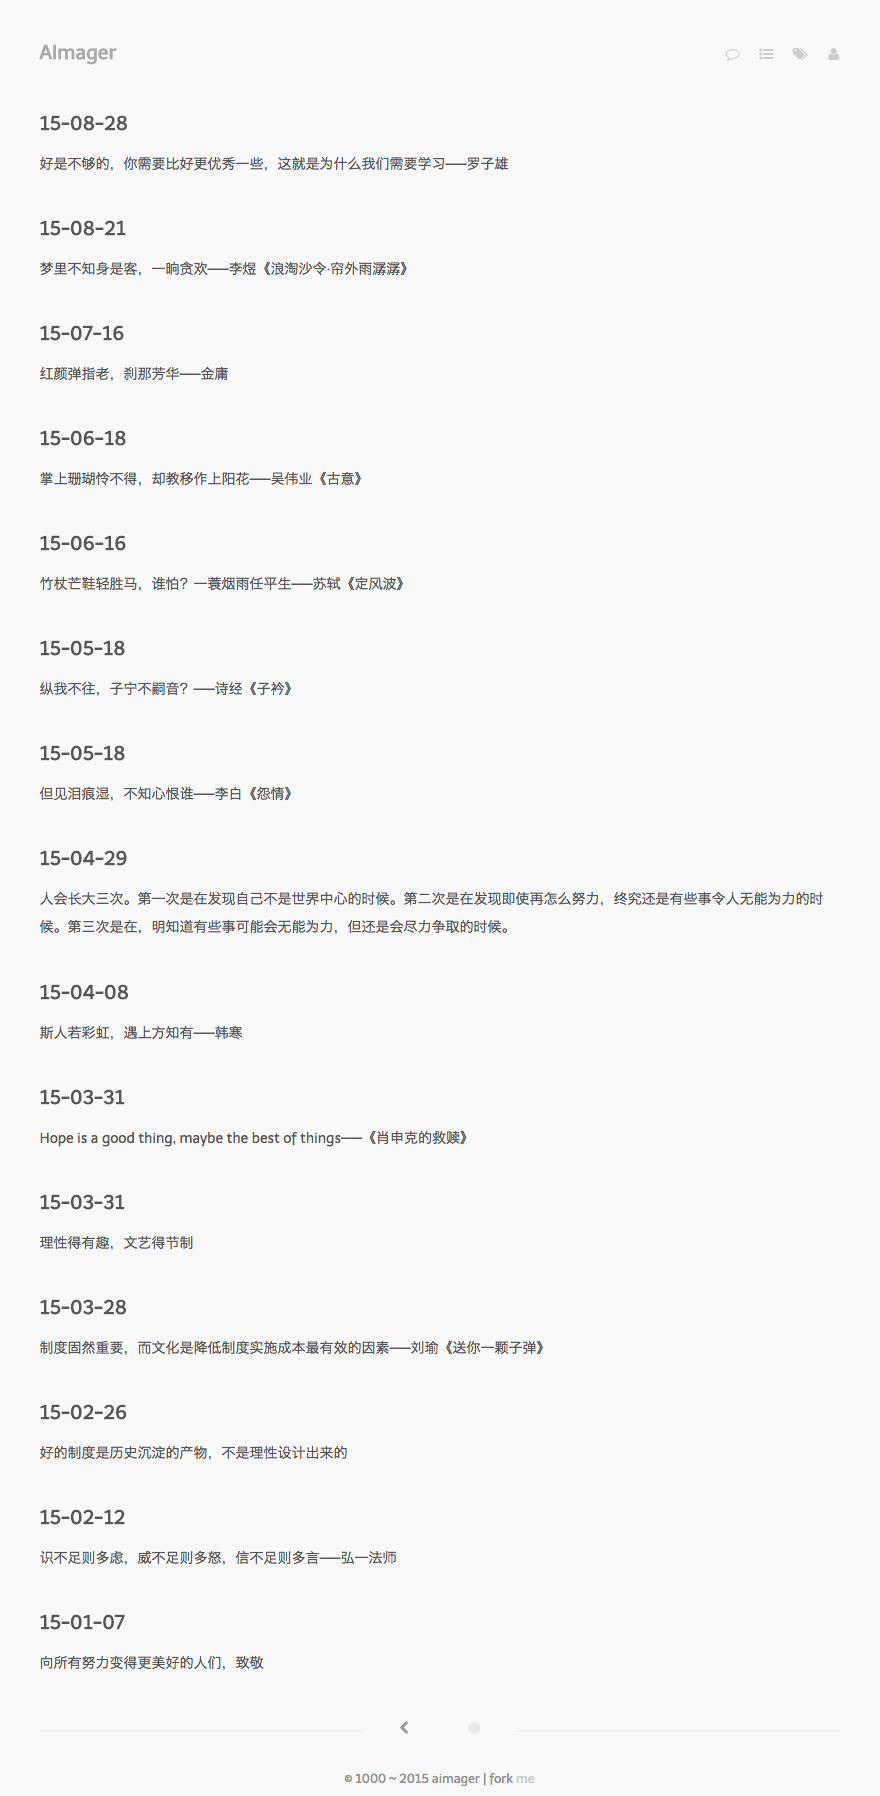 AImager
15-08-28
好是不够的，你需要比好更优秀一些，这就是为什么我们需要学习——罗子雄
15-08-21
梦里不知身是客，一晌贪欢——李煜《浪淘沙令·帘外雨潺潺》
15-07-16
红颜弹指老，刹那芳华——金庸
15-06-18
掌上珊瑚怜不得，却教移作上阳花——吴伟业《古意》
15-06-16
竹杖芒鞋轻胜马，谁怕？一蓑烟雨任平生——苏轼《定风波》
15-05-18
纵我不往，子宁不嗣音？——诗经《子衿》
15-05-18
但见泪痕湿，不知心恨谁——李白《怨情》
15-04-29
人会长大三次。第一次是在发现自己不是世界中心的时候。第二次是在发现即使再怎么努力，终究还是有些事令人无能为力的时
候。第三次是在，明知道有些事可能会无能为力，但还是会尽力争取的时候。
15-04-08
斯人若彩虹，遇上方知有——韩寒
15-03-31
Hope is a good thing, maybe the best of things——《肖申克的救赎》
15-03-31
理性得有趣，文艺得节制
15-03-28
制度固然重要，而文化是降低制度实施成本最有效的因素——刘瑜《送你一颗子弹》
15-02-26
好的制度是历史沉淀的产物，不是理性设计出来的
15-02-12
识不足则多虑，威不足则多怒，信不足则多言——弘一法师
15-01-07
向所有努力变得更美好的人们，致敬
© 1000 ~ 2015 aimager | fork me